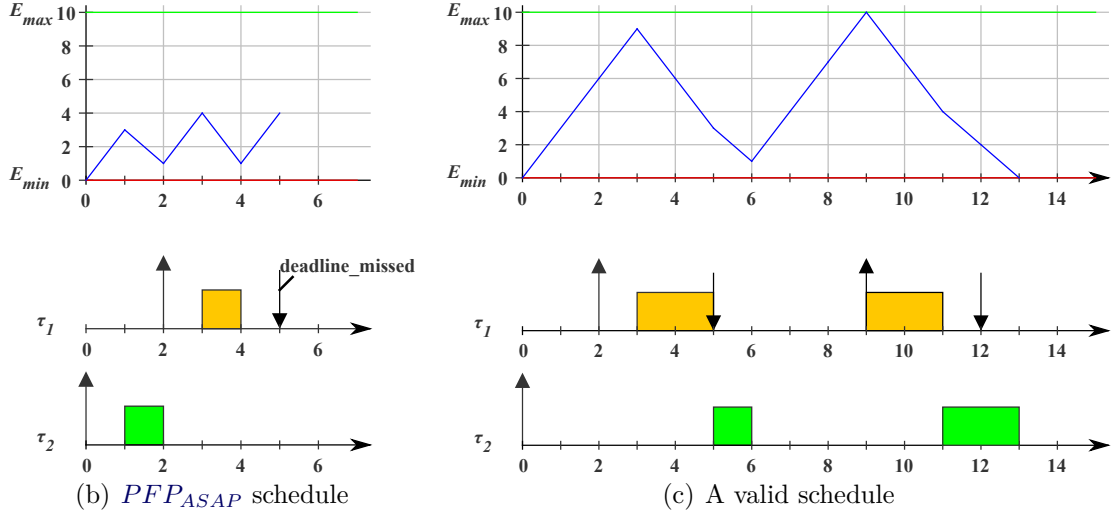 E_max 10
8
6
4
2
E_min 0
0 2 4 6
deadline_missed
τ1
0 2 4 6
τ2
0 2 4 6
(b) PFP_ASAP schedule
E_max 10
8
6
4
2
E_min 0
0 2 4 6 8 10 12 14
τ1
0 2 4 6 8 10 12 14
τ2
0 2 4 6 8 10 12 14
(c) A valid schedule